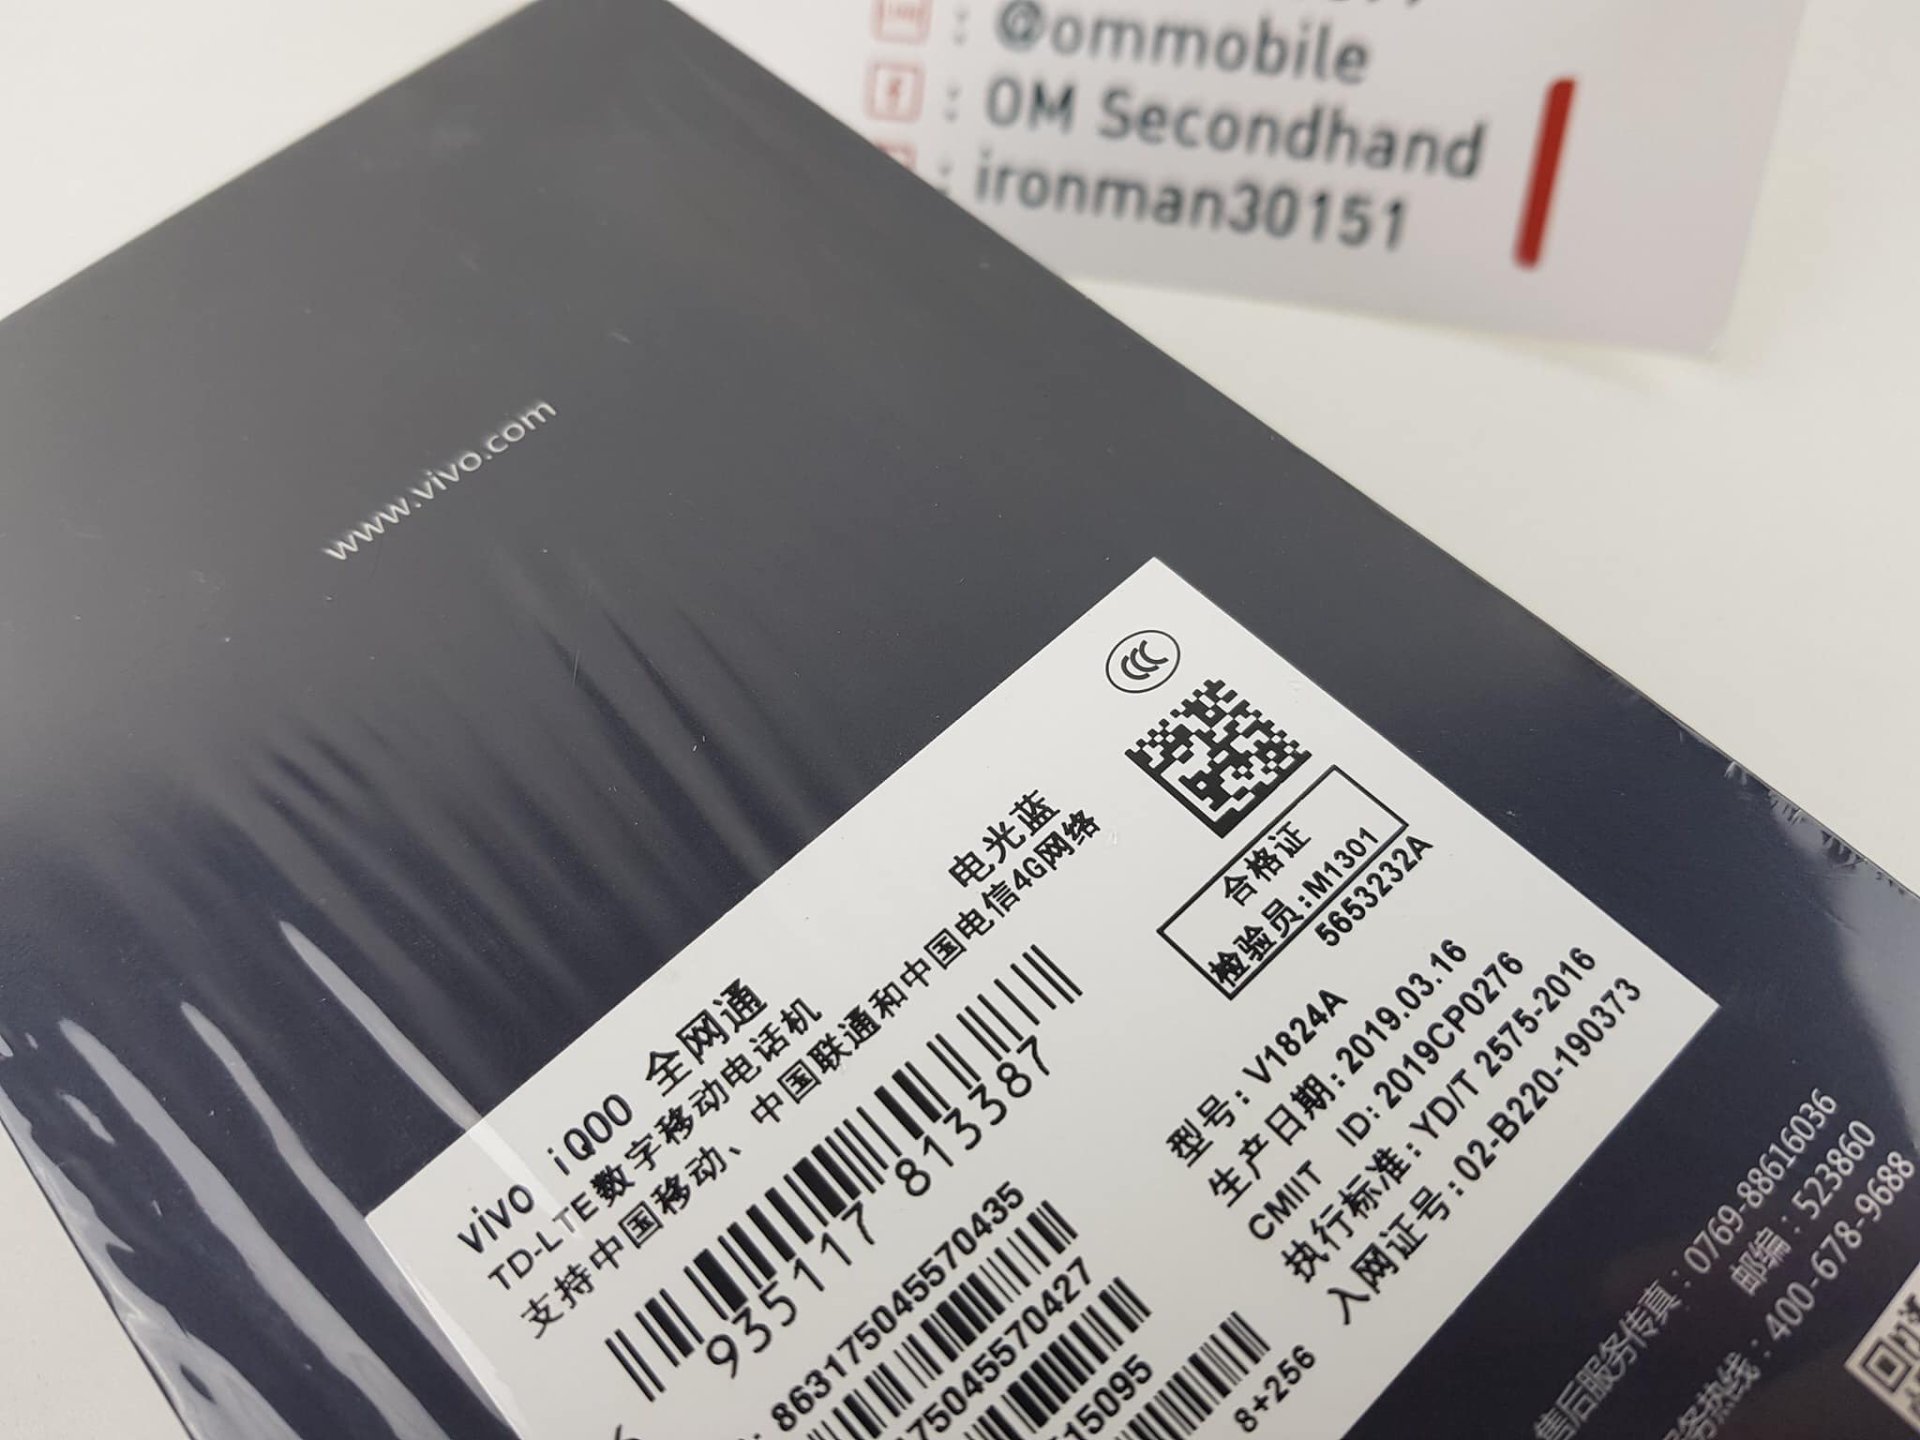 : @ommobile
: OM Secondhand
: ironman30151
www.vivo.com
vivo iQOO 全网通
电光蓝
TD-LTE数字移动电话机
支持中国移动、中国联通和中国电信4G网络
935117 813387
863175045570435
75045570427
15095
8+256
合格证
检验员:M1301
5653232A
型号: V1824A
生产日期: 2019.03.16
CMIIT ID: 2019CP0276
执行标准: YD/T 2575-2016
入网证号: 02-B220-190373
售后服务传真: 0769-88616036
邮编: 523860
务热线: 400-678-9688